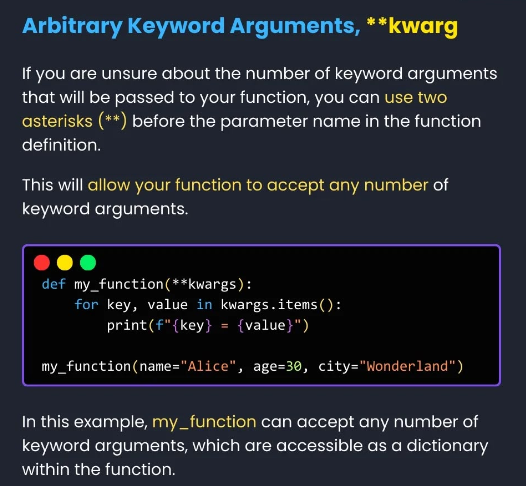 Arbitrary Keyword Arguments, **kwarg
If you are unsure about the number of keyword arguments
that will be passed to your function, you can use two
asterisks (**) before the parameter name in the function
definition.
This will allow your function to accept any number of
keyword arguments.
def my_function(**kwargs):
    for key, value in kwargs.items():
        print(f"{key} = {value}")
my_function(name="Alice", age=30, city="Wonderland")
In this example, my_function can accept any number of
keyword arguments, which are accessible as a dictionary
within the function.